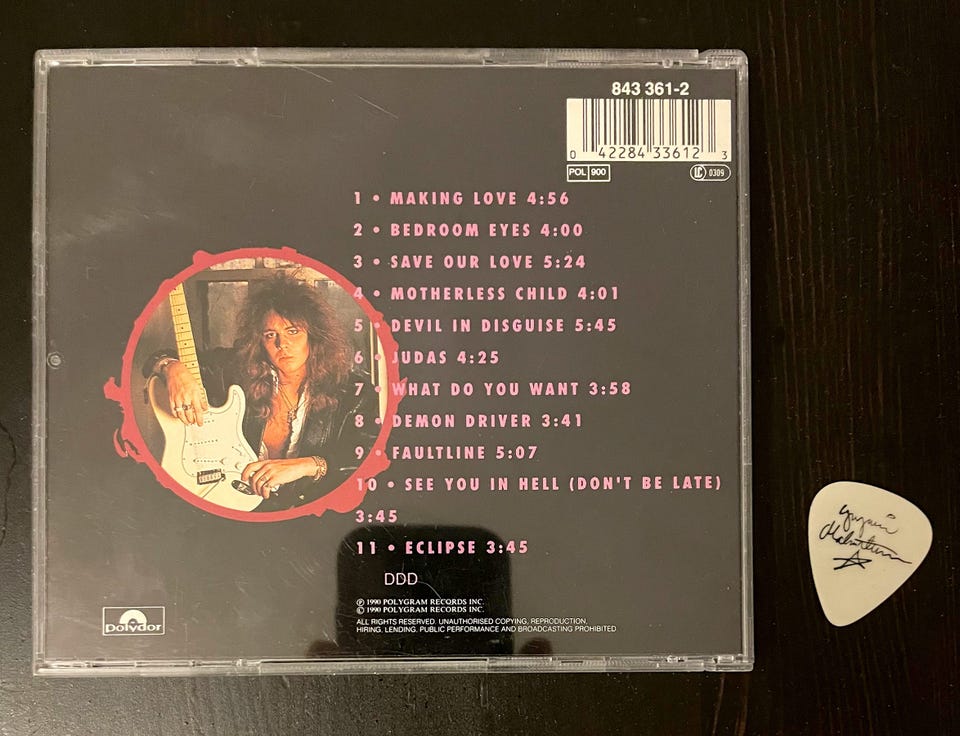 843 361-2
0 42284 33612 3
POL 900 LC 0309
1 • MAKING LOVE 4:56
2 • BEDROOM EYES 4:00
3 • SAVE OUR LOVE 5:24
4 • MOTHERLESS CHILD 4:01
5 • DEVIL IN DISGUISE 5:45
6 • JUDAS 4:25
7 • WHAT DO YOU WANT 3:58
8 • DEMON DRIVER 3:41
9 • FAULTLINE 5:07
10 • SEE YOU IN HELL (DON'T BE LATE)
3:45
11 • ECLIPSE 3:45
DDD
℗ 1990 POLYGRAM RECORDS INC.
© 1990 POLYGRAM RECORDS INC.
ALL RIGHTS RESERVED. UNAUTHORISED COPYING, REPRODUCTION,
HIRING, LENDING, PUBLIC PERFORMANCE AND BROADCASTING PROHIBITED
Polydor
Yngwie
Malmsteen